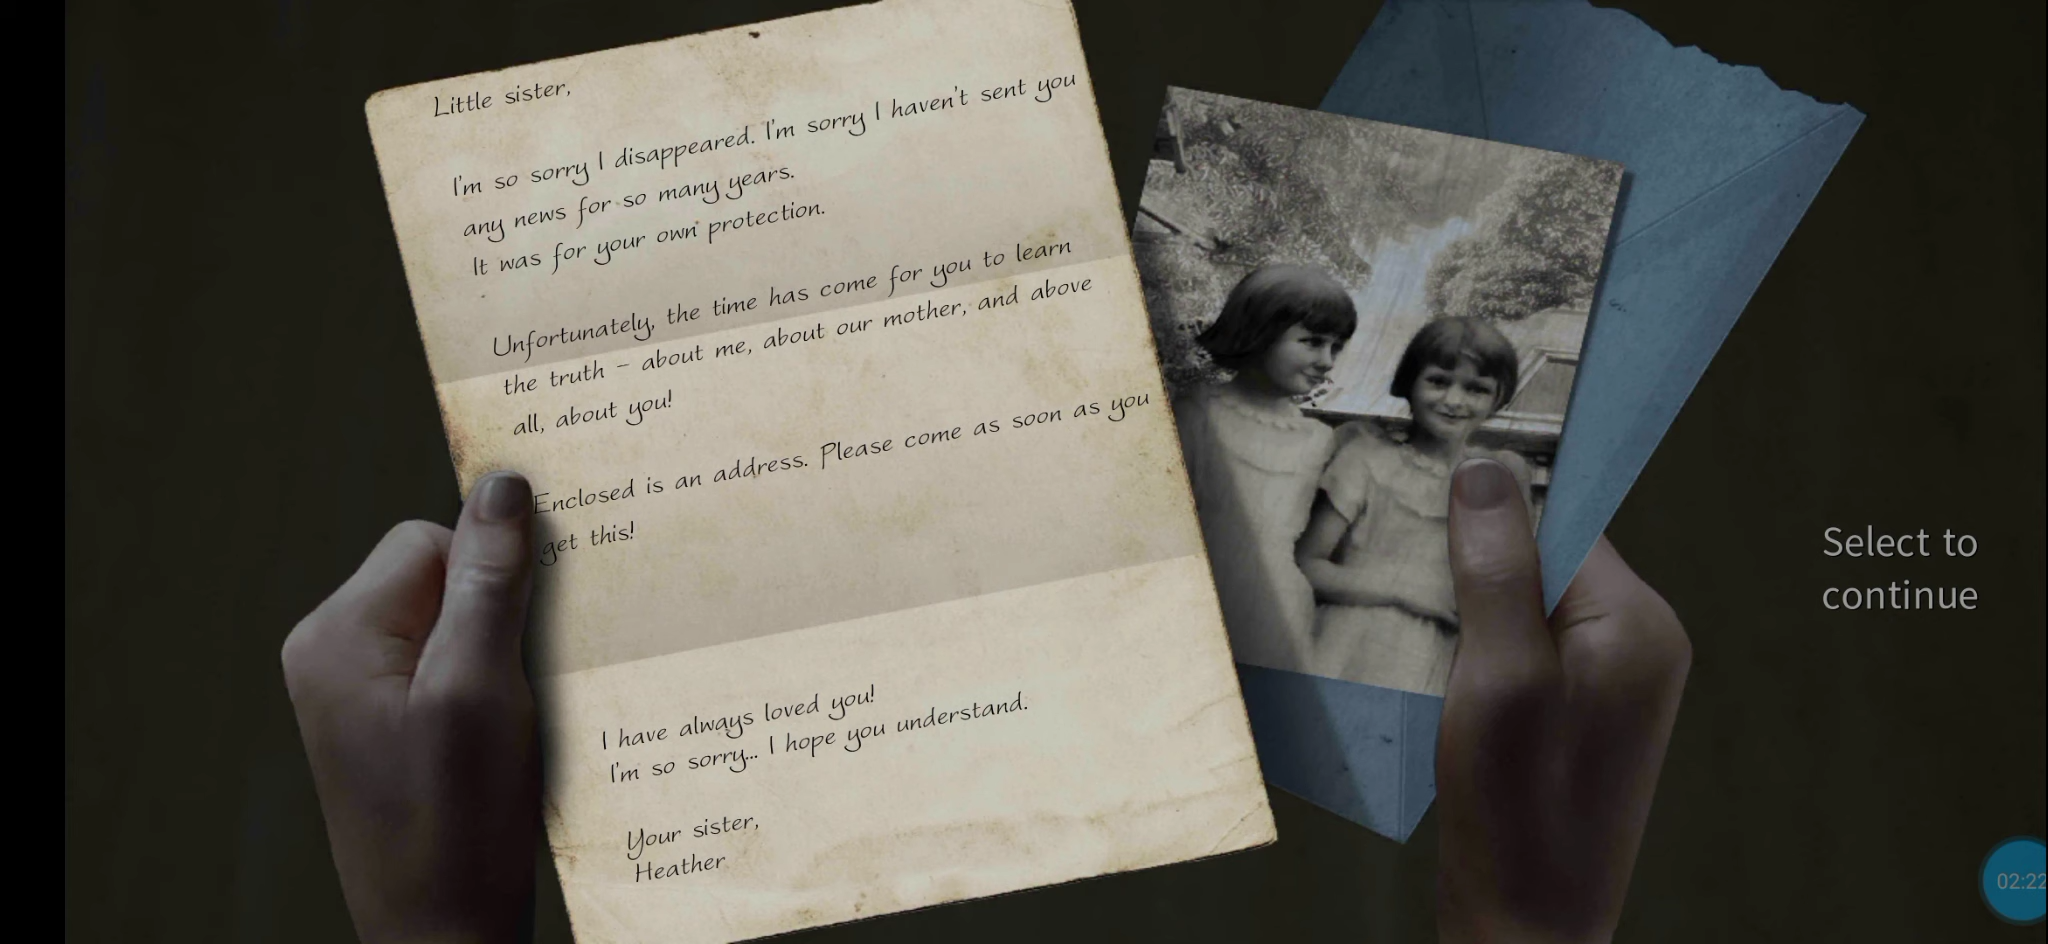 Little sister,
I'm so sorry I disappeared. I'm sorry I haven't sent you
any news for so many years.
It was for your own protection.
Unfortunately, the time has come for you to learn
the truth – about me, about our mother, and above
all, about you!
Enclosed is an address. Please come as soon as you
get this!
I have always loved you!
I'm so sorry... I hope you understand.
Your sister,
Heather
Select to
continue
02:22